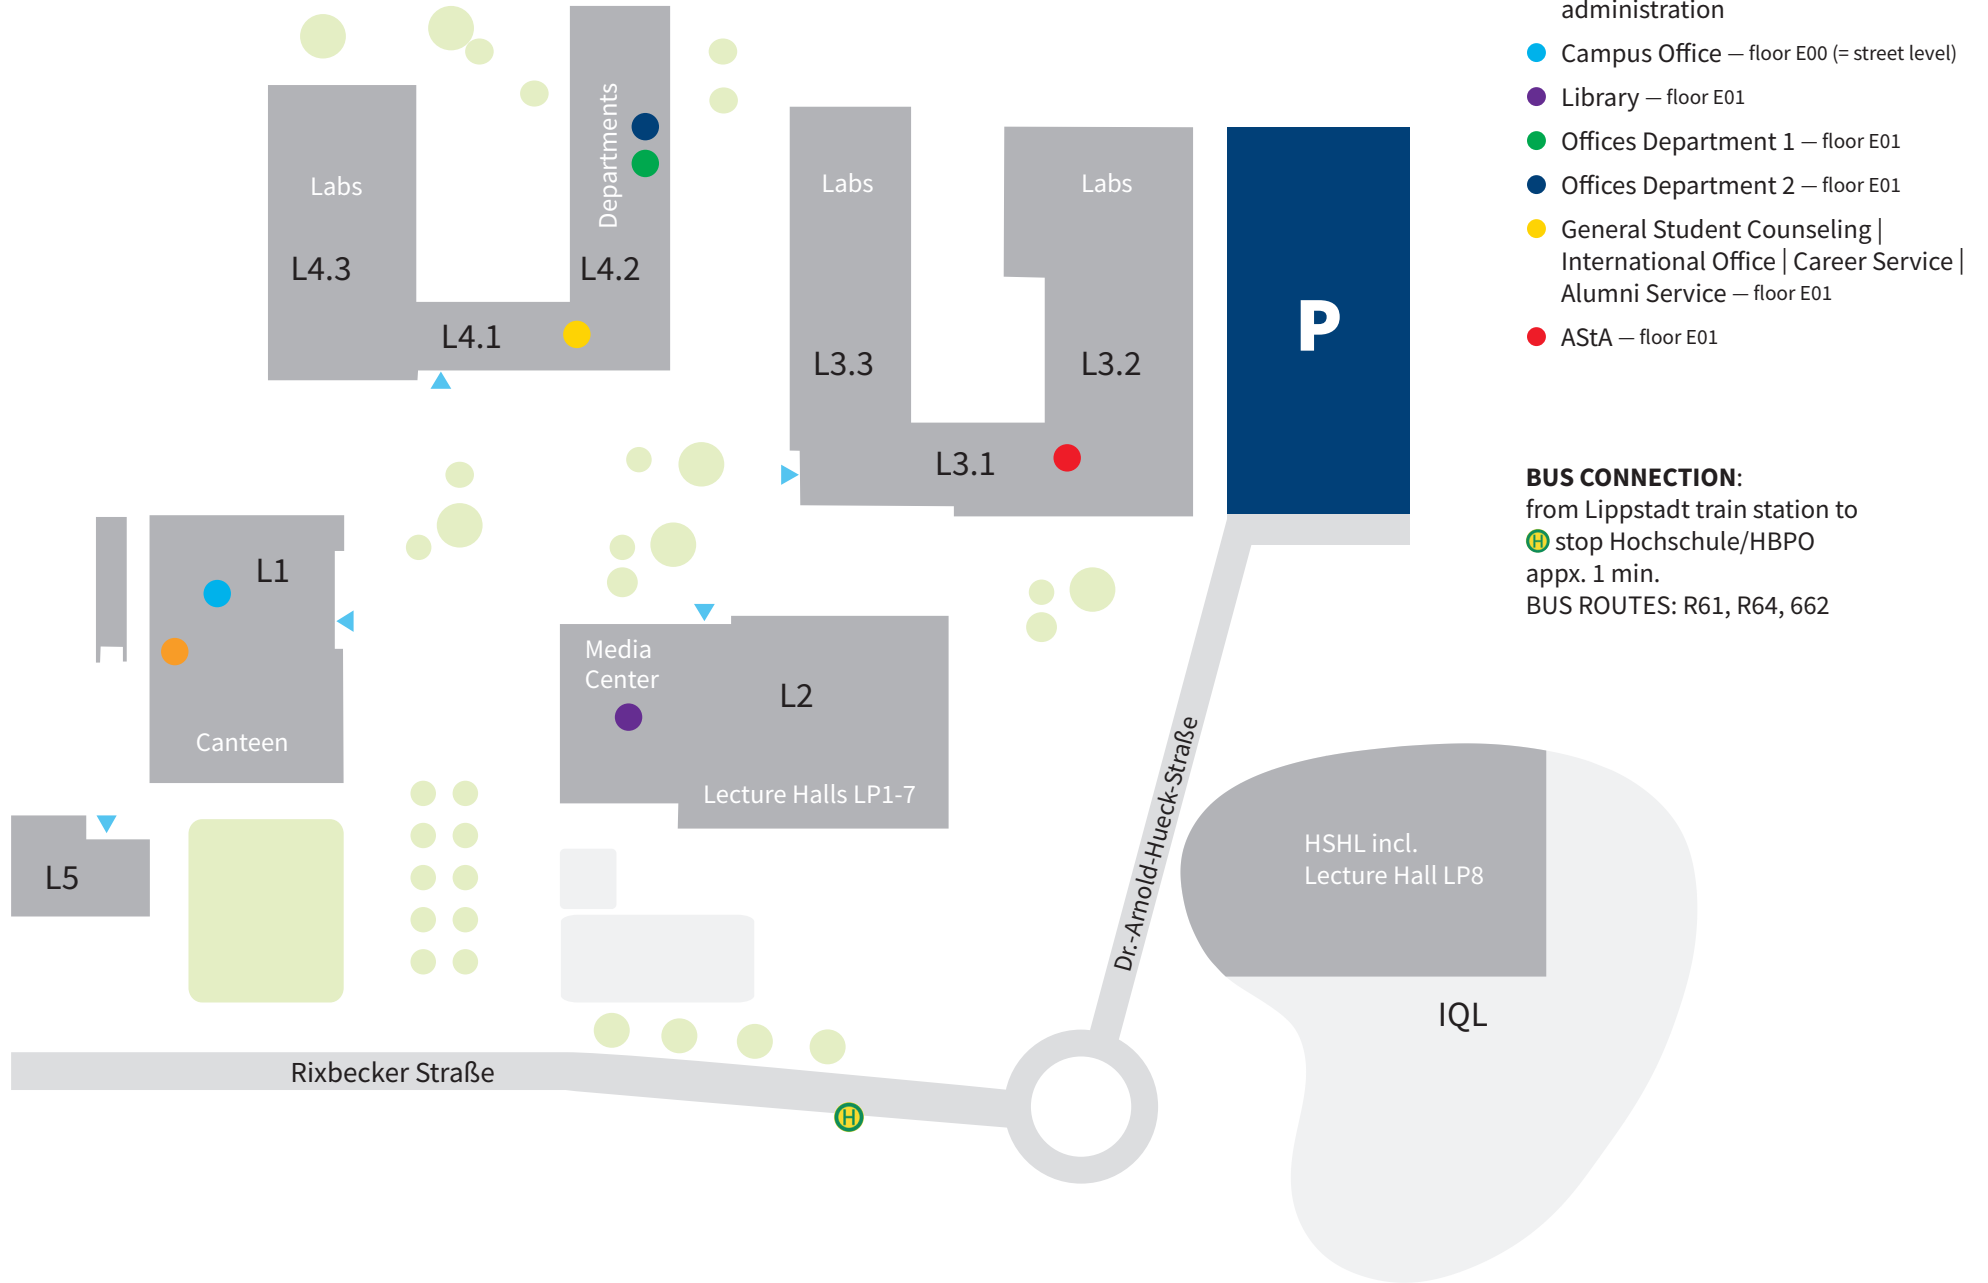 administration
Campus Office — floor E00 (= street level)
Library — floor E01
Offices Department 1 — floor E01
Offices Department 2 — floor E01
General Student Counseling |
International Office | Career Service |
Alumni Service — floor E01
AStA — floor E01
BUS CONNECTION:
from Lippstadt train station to
H stop Hochschule/HBPO
appx. 1 min.
BUS ROUTES: R61, R64, 662
Labs
L4.3
Departments
L4.2
L4.1
Labs
L3.3
Labs
L3.2
L3.1
P
L1
Canteen
Media
Center
L2
Lecture Halls LP1-7
L5
Dr.-Arnold-Hueck-Straße
HSHL incl.
Lecture Hall LP8
IQL
Rixbecker Straße
H